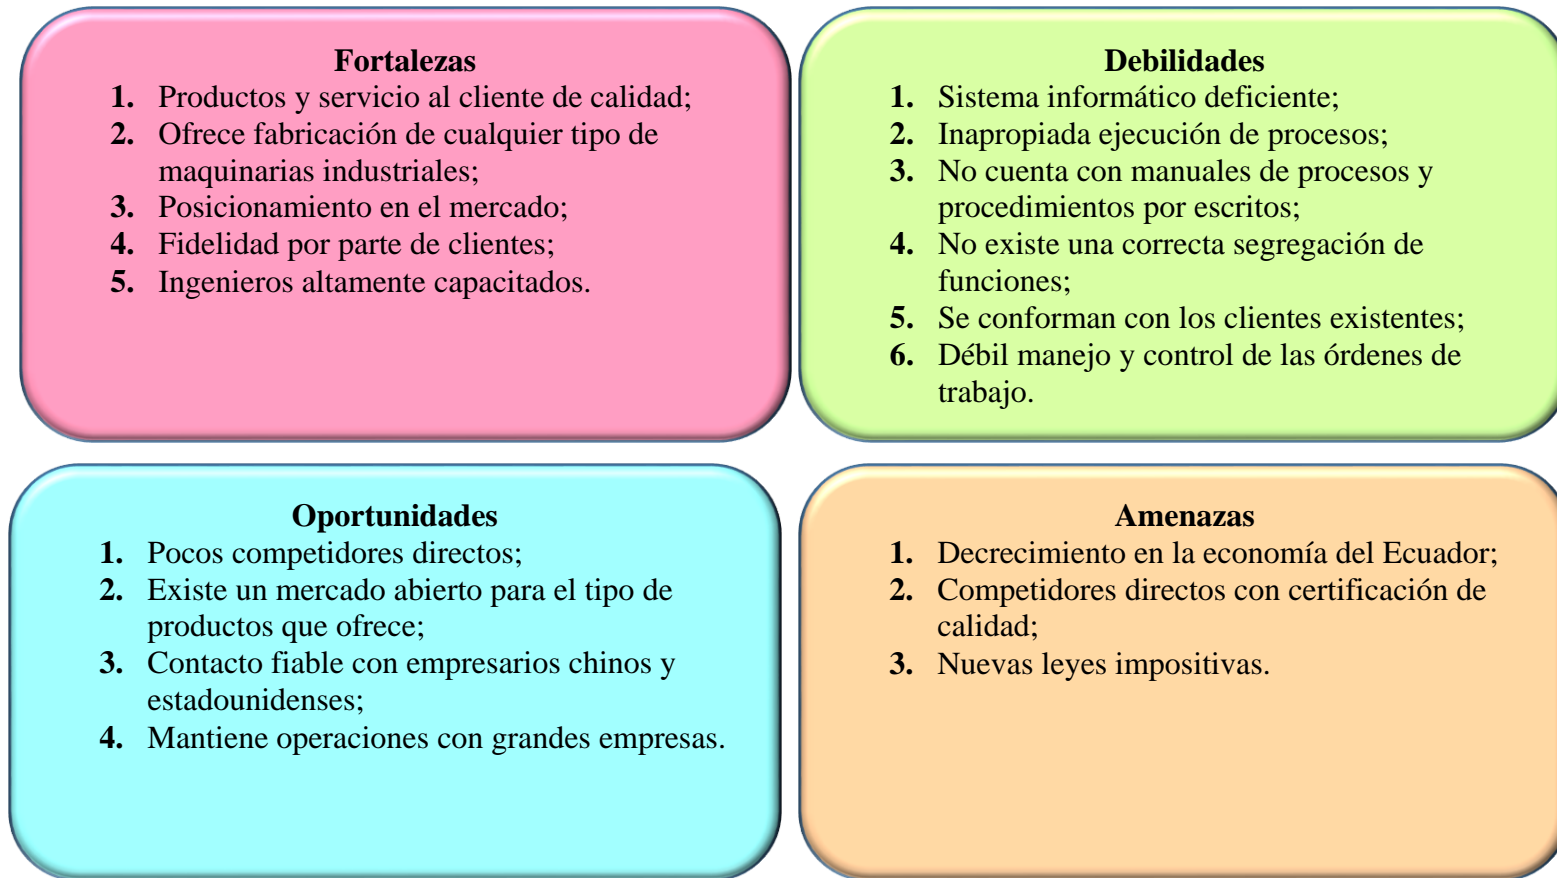 Fortalezas
1. Productos y servicio al cliente de calidad;
2. Ofrece fabricación de cualquier tipo de
maquinarias industriales;
3. Posicionamiento en el mercado;
4. Fidelidad por parte de clientes;
5. Ingenieros altamente capacitados.
Debilidades
1. Sistema informático deficiente;
2. Inapropiada ejecución de procesos;
3. No cuenta con manuales de procesos y
procedimientos por escritos;
4. No existe una correcta segregación de
funciones;
5. Se conforman con los clientes existentes;
6. Débil manejo y control de las órdenes de
trabajo.
Oportunidades
1. Pocos competidores directos;
2. Existe un mercado abierto para el tipo de
productos que ofrece;
3. Contacto fiable con empresarios chinos y
estadounidenses;
4. Mantiene operaciones con grandes empresas.
Amenazas
1. Decrecimiento en la economía del Ecuador;
2. Competidores directos con certificación de
calidad;
3. Nuevas leyes impositivas.